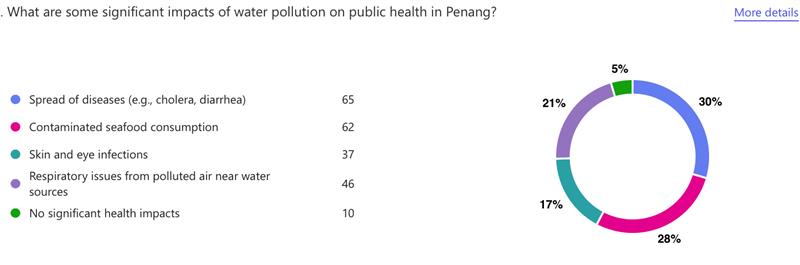 . What are some significant impacts of water pollution on public health in Penang?
More details
Spread of diseases (e.g., cholera, diarrhea) 65
Contaminated seafood consumption 62
Skin and eye infections 37
Respiratory issues from polluted air near water
sources
46
No significant health impacts 10
5%
30%
21%
17%
28%